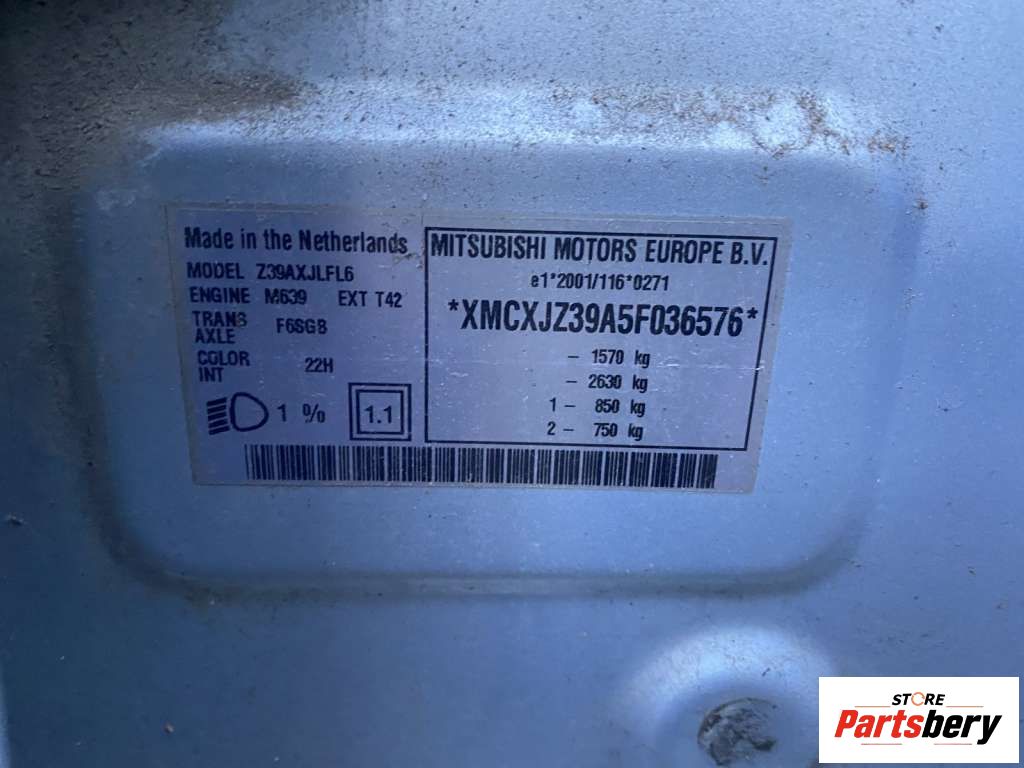 Made in the Netherlands
MODEL Z39AXJLFL6
ENGINE M639 EXT T42
TRANS
AXLE F6SGB
COLOR
INT 22H
1 %
1.1
MITSUBISHI MOTORS EUROPE B.V.
e1*2001/116*0271
*XMCXJZ39A5F036576*
– 1570 kg
– 2630 kg
1 – 850 kg
2 – 750 kg
STORE
Partsbery